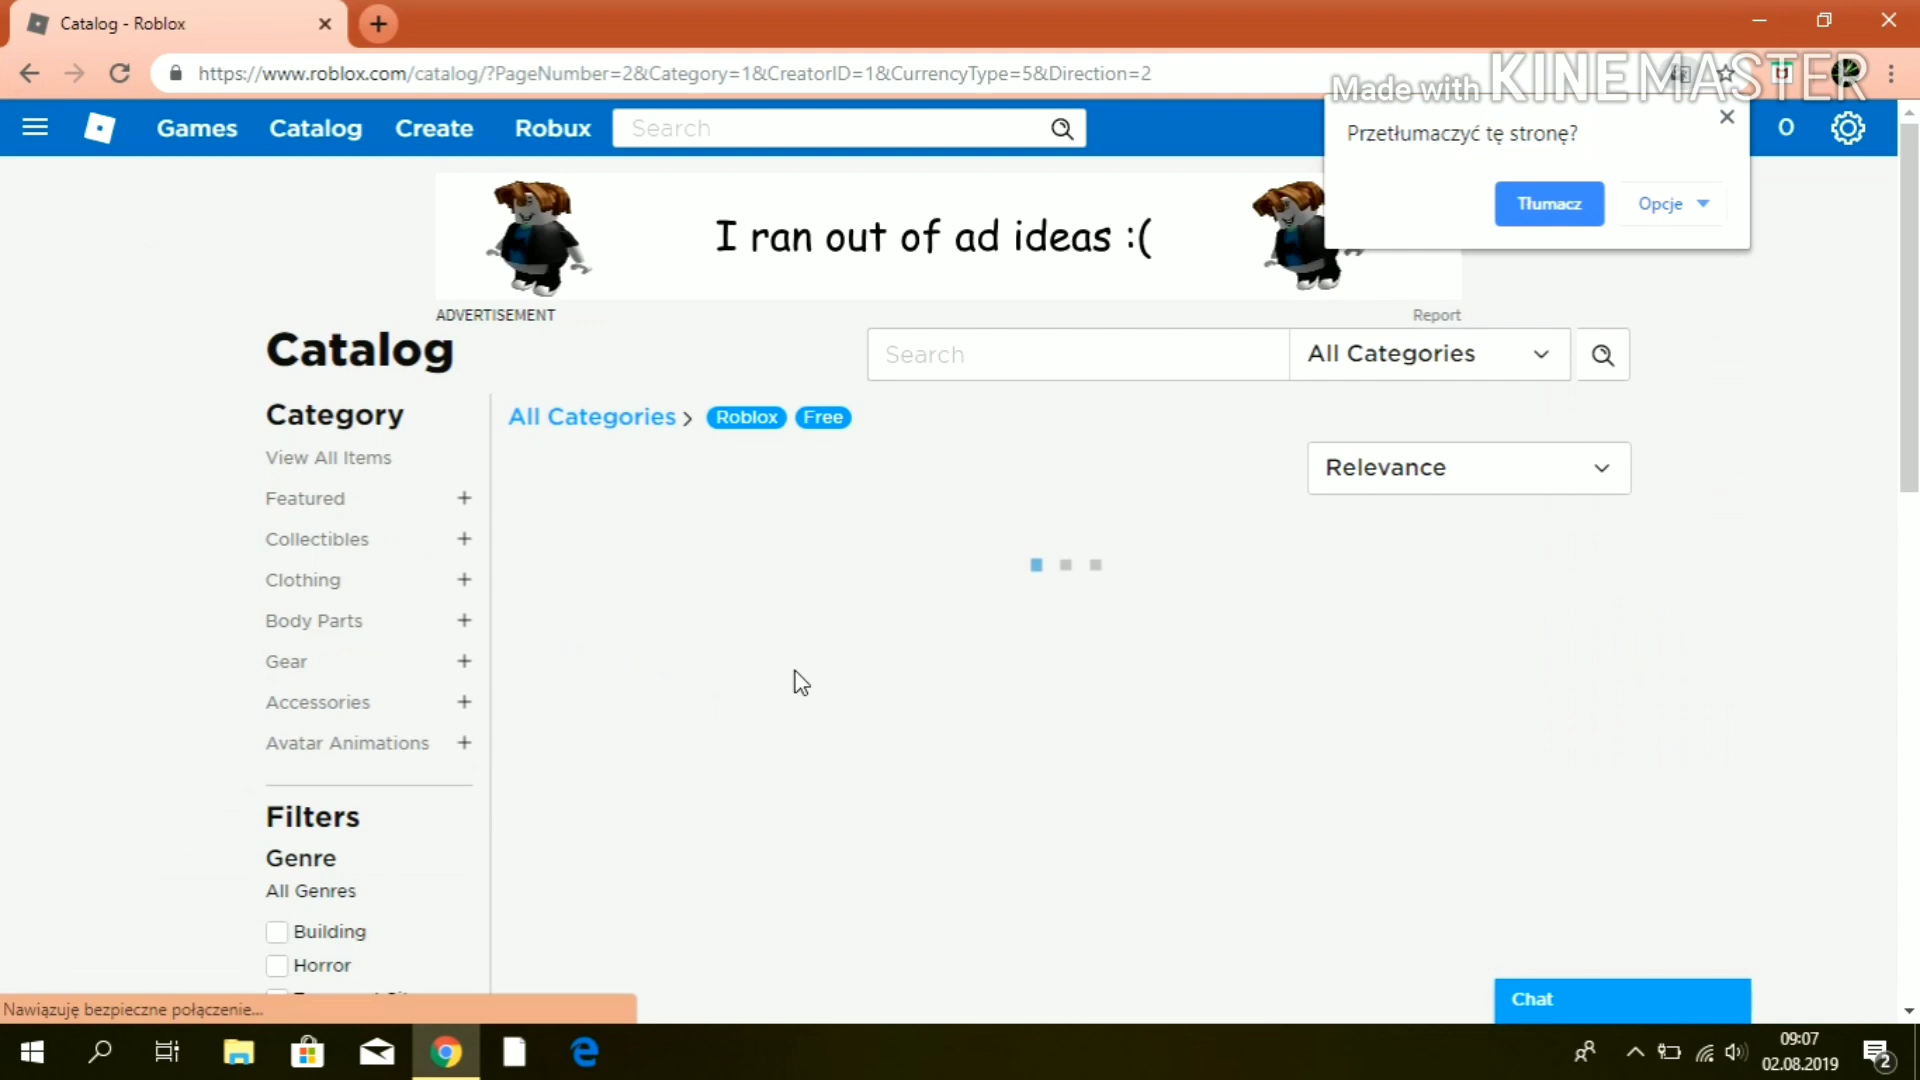 Catalog - Roblox
https://www.roblox.com/catalog/?PageNumber=2&Category=1&CreatorID=1&CurrencyType=5&Direction=2
Made with KINEMASTER
Games Catalog Create Robux Search 0
Przetłumaczyć tę stronę?
Tłumacz Opcje
I ran out of ad ideas :(
ADVERTISEMENT Report
Catalog Search All Categories
Category All Categories > Roblox Free
View All Items
Relevance
Featured +
Collectibles +
Clothing +
Body Parts +
Gear +
Accessories +
Avatar Animations +
Filters
Genre
All Genres
Building
Horror
Chat
Nawiązuję bezpieczne połączenie...
09:07
02.08.2019
2